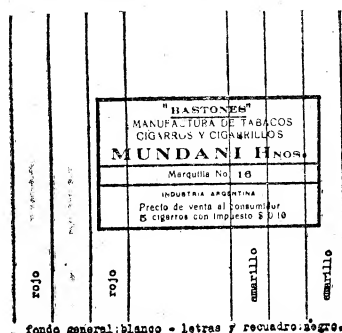 "BASTONES"
MANUFACTURA DE TABACOS
CIGARROS Y CIGARRILLOS
MUNDANI HNOS.
Marquilla No. 16
INDUSTRIA ARGENTINA
Precio de venta al consumidor
5 cigarros con impuesto $ 0.10
rojo
rojo
amarillo
amarillo
fondo general:blanco - letras y recuadro:negro.